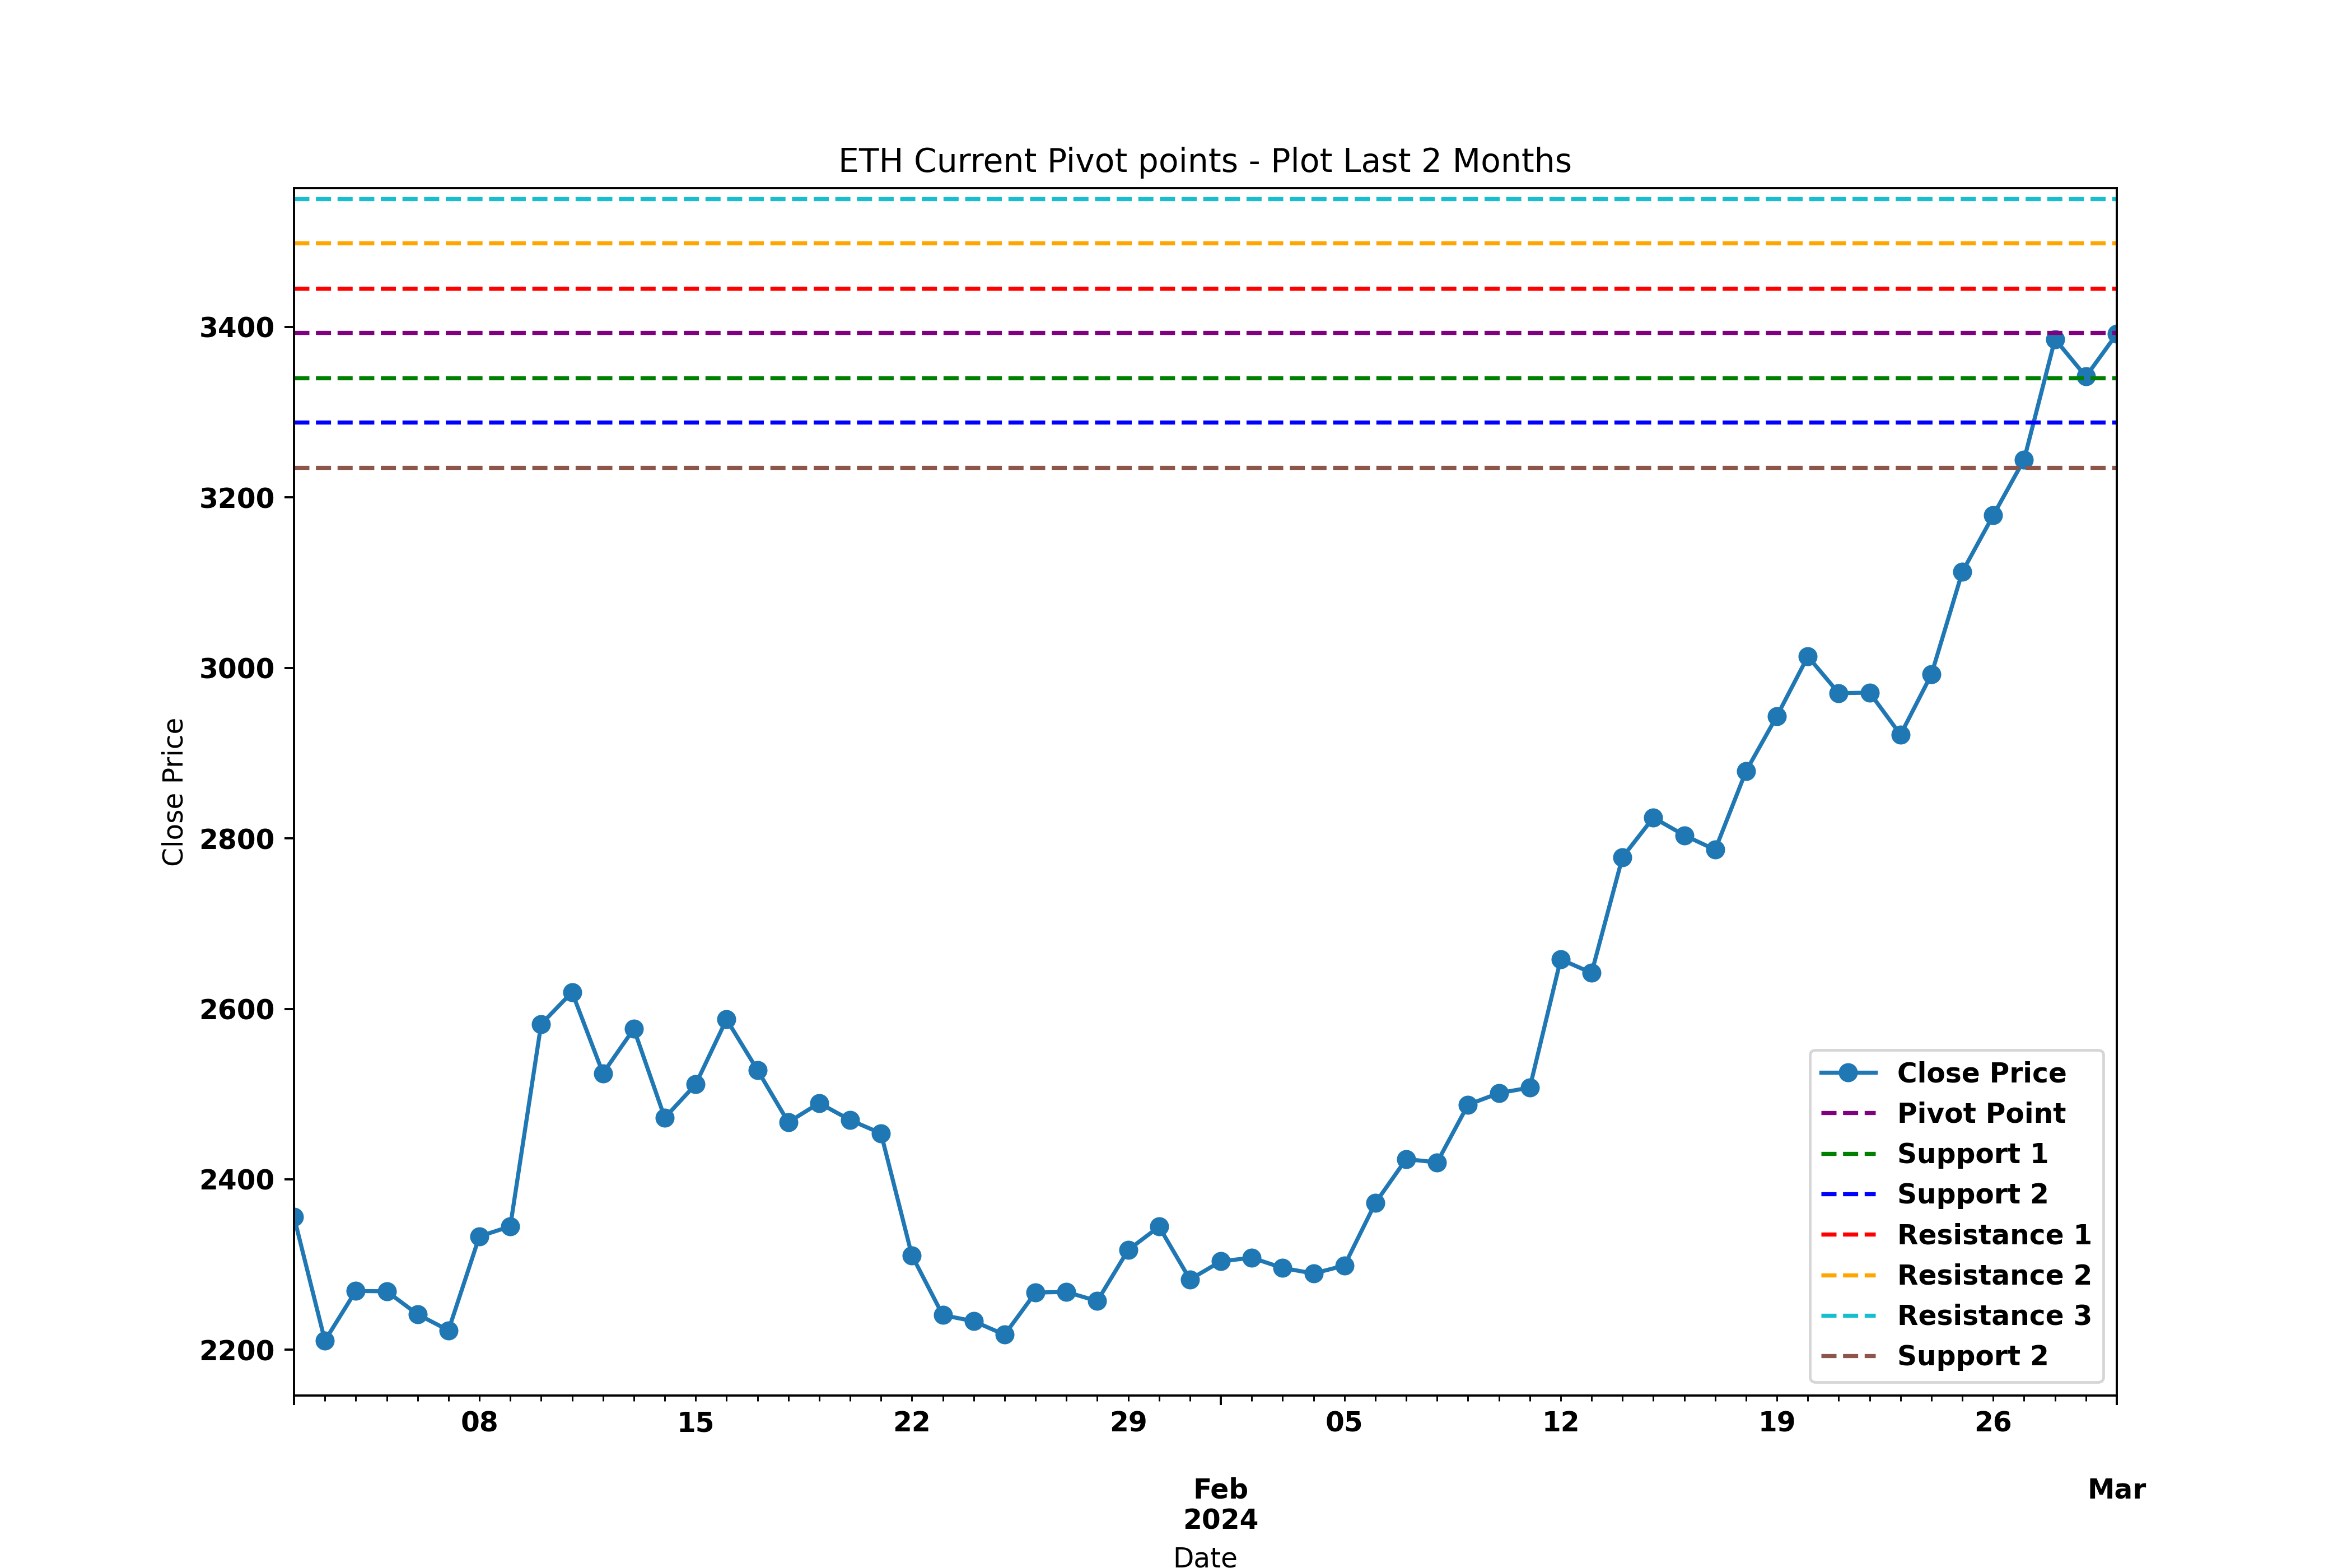 ETH Current Pivot points - Plot Last 2 Months
3400
3200
3000
2800
2600
2400
2200
Close Price
Close Price
Pivot Point
Support 1
Support 2
Resistance 1
Resistance 2
Resistance 3
Support 2
08 15 22 29 05 12 19 26
Feb Mar
2024
Date